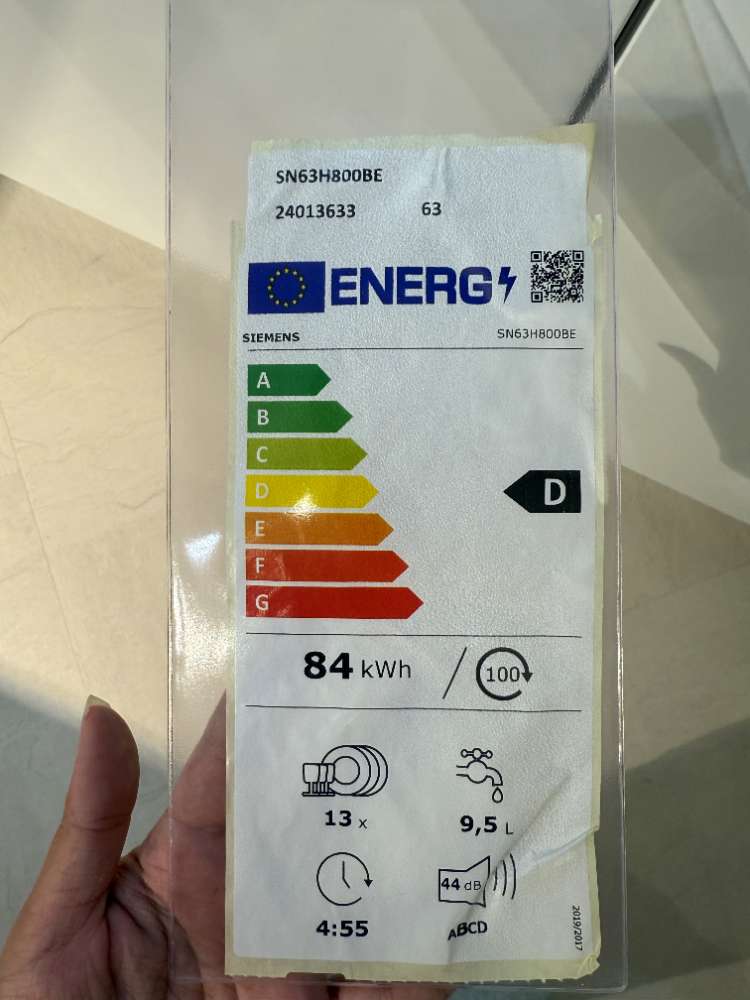 SN63H800BE
24013633 63
ENERG
SIEMENS SN63H800BE
A
B
C
D
D
E
F
G
84 kWh / 100
13 x
9,5 L
44 dB
4:55
ABCD
2019/2017